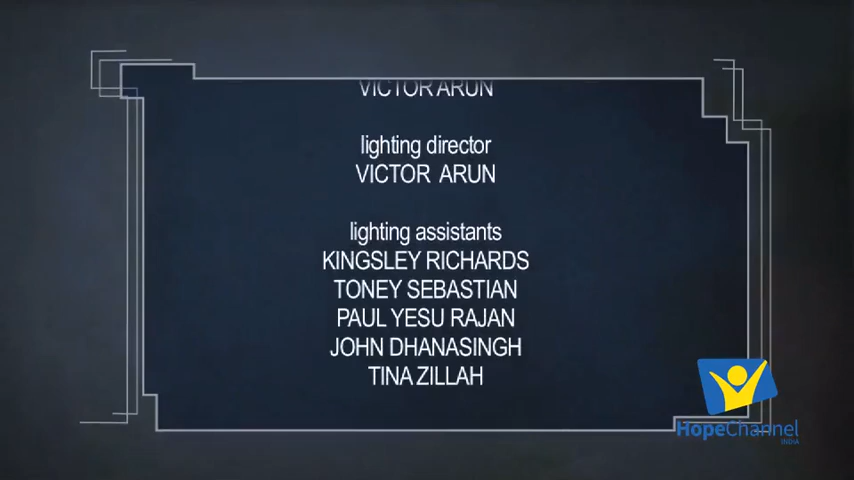 VICTOR ARUN
lighting director
VICTOR ARUN
lighting assistants
KINGSLEY RICHARDS
TONEY SEBASTIAN
PAUL YESU RAJAN
JOHN DHANASINGH
TINA ZILLAH
HopeChannel
INDIA